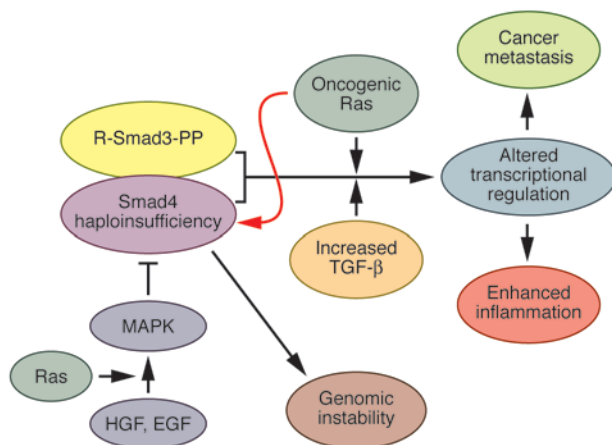 Cancer
metastasis
Oncogenic
Ras
R-Smad3-PP
Altered
transcriptional
regulation
Smad4
haploinsufficiency
Increased
TGF-β
Enhanced
inflammation
MAPK
Ras
Genomic
instability
HGF, EGF